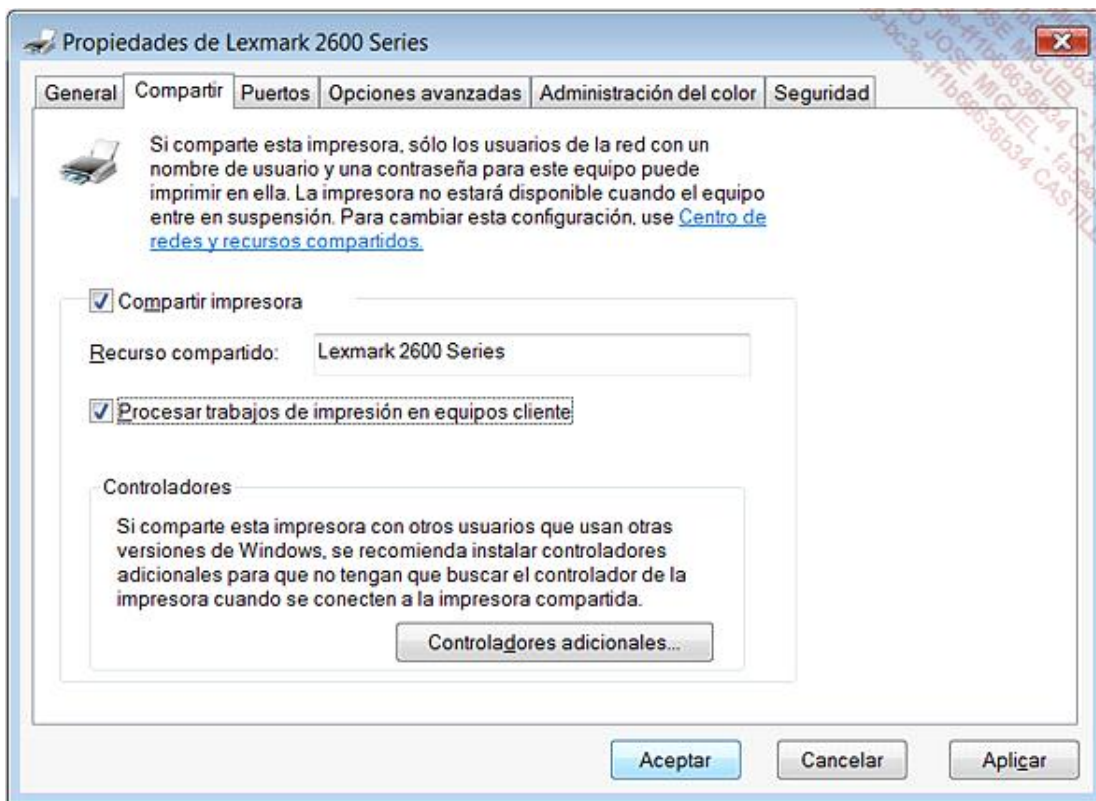 Propiedades de Lexmark 2600 Series
General Compartir Puertos Opciones avanzadas Administración del color Seguridad
Si comparte esta impresora, sólo los usuarios de la red con un
nombre de usuario y una contraseña para este equipo puede
imprimir en ella. La impresora no estará disponible cuando el equipo
entre en suspensión. Para cambiar esta configuración, use Centro de
redes y recursos compartidos.
Compartir impresora
Recurso compartido: Lexmark 2600 Series
Procesar trabajos de impresión en equipos cliente
Controladores
Si comparte esta impresora con otros usuarios que usan otras
versiones de Windows, se recomienda instalar controladores
adicionales para que no tengan que buscar el controlador de la
impresora cuando se conecten a la impresora compartida.
Controladores adicionales...
Aceptar Cancelar Aplicar
JOSE MIGUEL